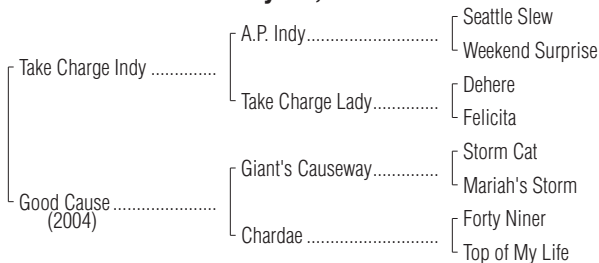 Seattle Slew
A.P. Indy..................
Weekend Surprise
Take Charge Indy ..............
Dehere
Take Charge Lady..............
Felicita
Storm Cat
Giant's Causeway..............
Mariah's Storm
Good Cause ......................
(2004)
Forty Niner
Chardae ............................
Top of My Life